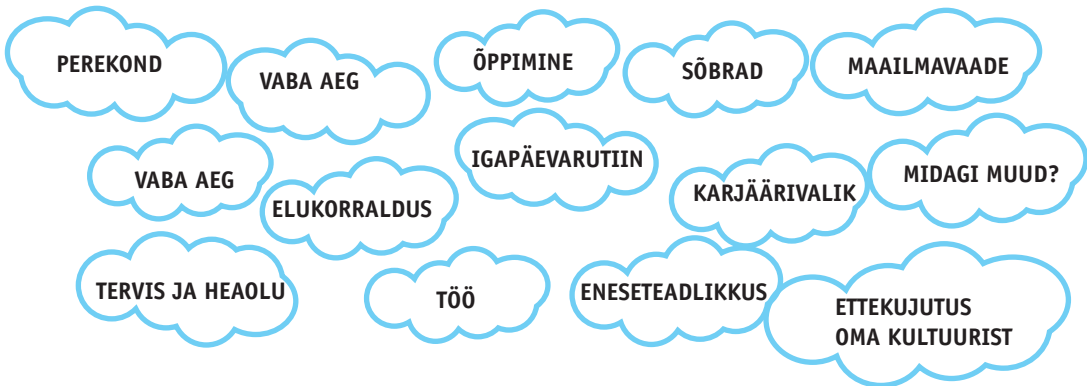 PEREKOND
VABA AEG
ÕPPIMINE
SÕBRAD
MAAILMAVAADE
VABA AEG
ELUKORRALDUS
IGAPÄEVARUTIIN
KARJÄÄRIVALIK
MIDAGI MUUD?
TERVIS JA HEAOLU
TÖÖ
ENESETEADLIKKUS
ETTEKUJUTUS
OMA KULTUURIST